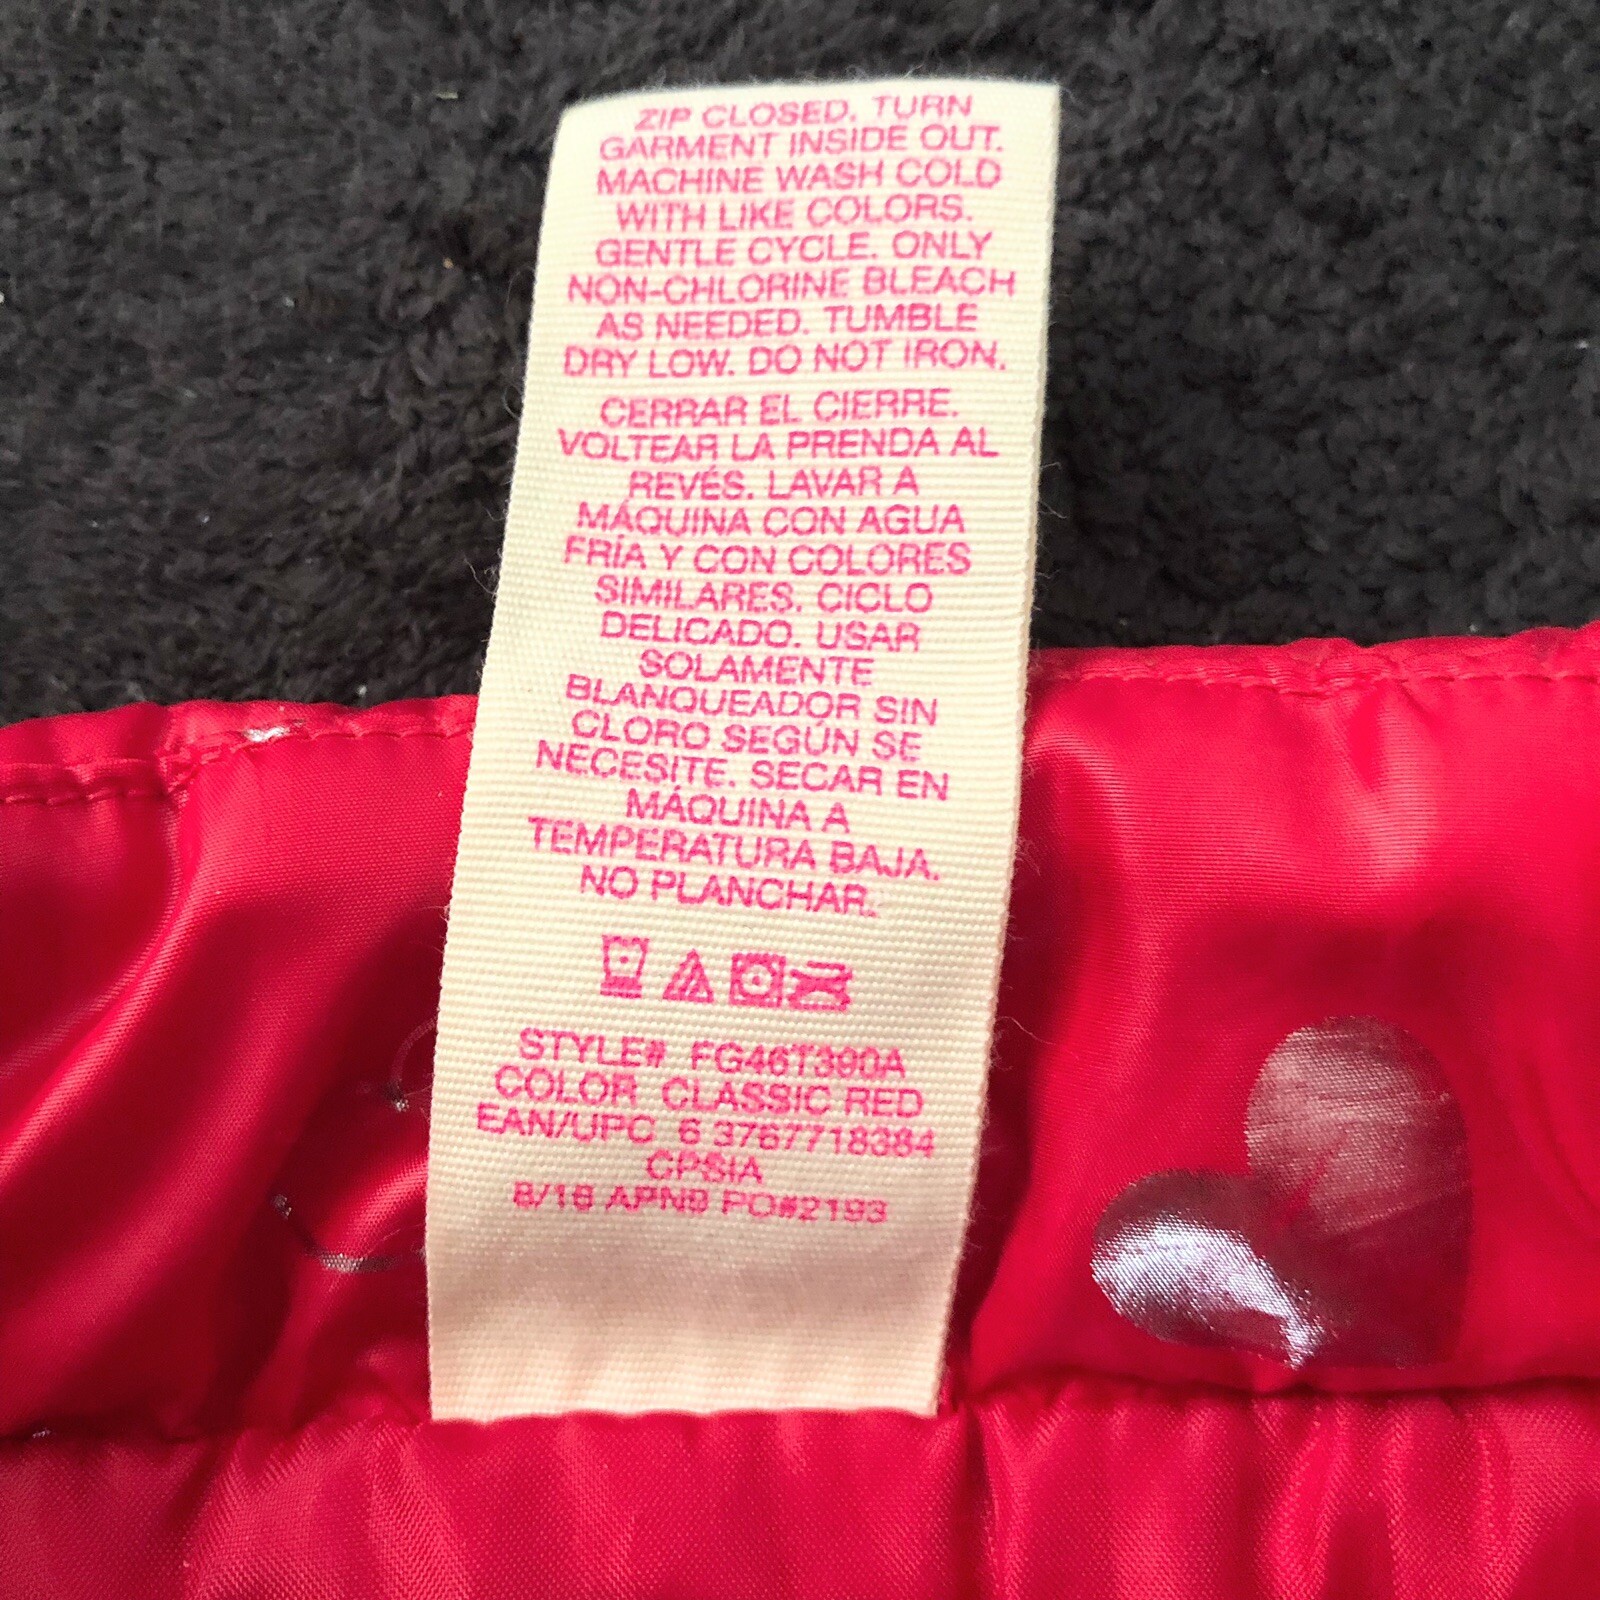 ZIP CLOSED. TURN
GARMENT INSIDE OUT.
MACHINE WASH COLD
WITH LIKE COLORS.
GENTLE CYCLE. ONLY
NON-CHLORINE BLEACH
AS NEEDED. TUMBLE
DRY LOW. DO NOT IRON.
CERRAR EL CIERRE.
VOLTEAR LA PRENDA AL
REVÉS. LAVAR A
MÁQUINA CON AGUA
FRÍA Y CON COLORES
SIMILARES. CICLO
DELICADO. USAR
SOLAMENTE
BLANQUEADOR SIN
CLORO SEGÚN SE
NECESITE. SECAR EN
MÁQUINA A
TEMPERATURA BAJA.
NO PLANCHAR.
STYLE# FG46T390A
COLOR CLASSIC RED
EAN/UPC 6 3767718384
CPSIA
8/16 APNB PO#2193